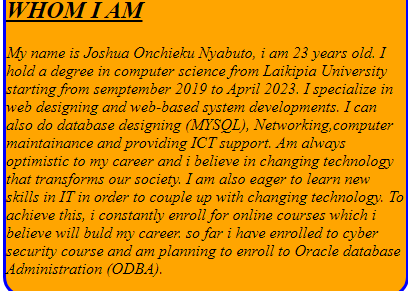 WHOM I AM
My name is Joshua Onchieku Nyabuto, i am 23 years old. I
hold a degree in computer science from Laikipia University
starting from semptember 2019 to April 2023. I specialize in
web designing and web-based system developments. I can
also do database designing (MYSQL), Networking,computer
maintainance and providing ICT support. Am always
optimistic to my career and i believe in changing technology
that transforms our society. I am also eager to learn new
skills in IT in order to couple up with changing technology. To
achieve this, i constantly enroll for online courses which i
believe will buld my career. so far i have enrolled to cyber
security course and am planning to enroll to Oracle database
Administration (ODBA).